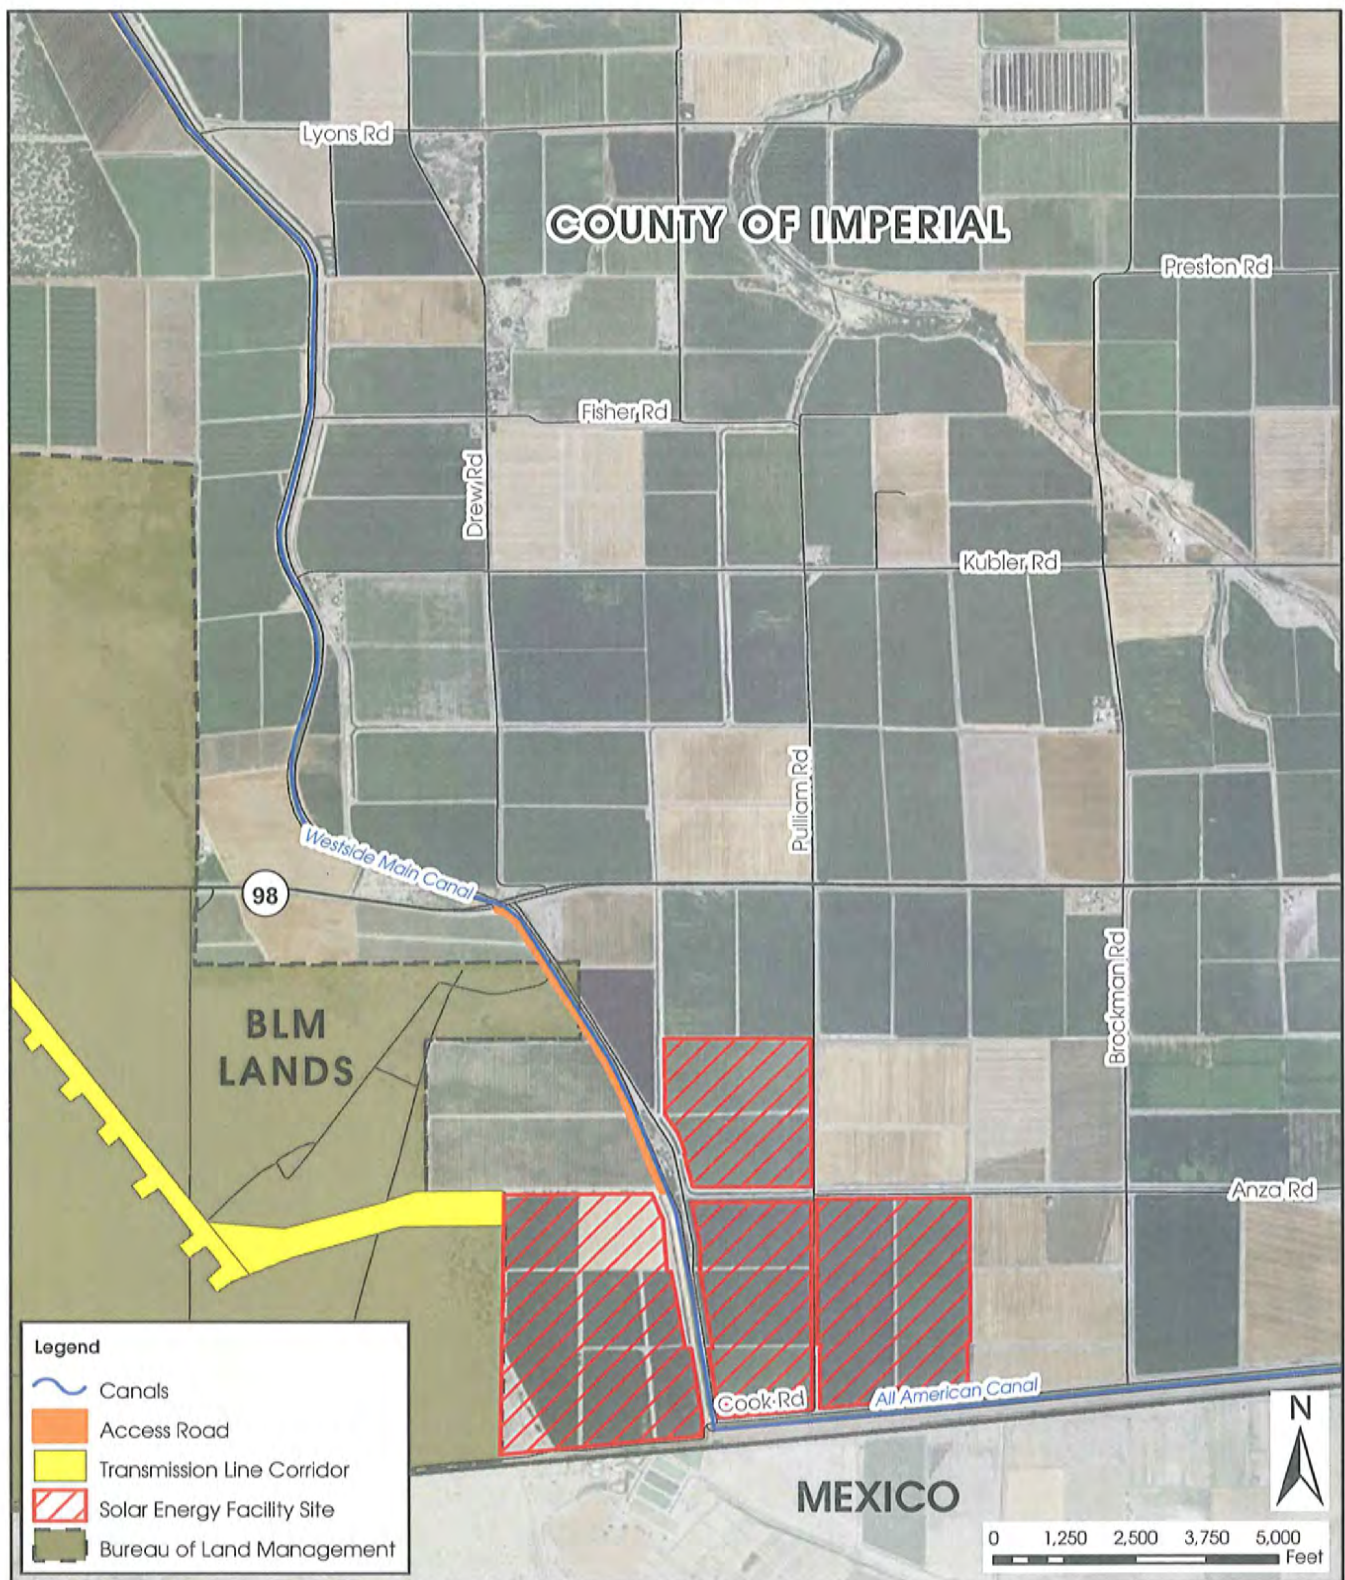 Lyons Rd
COUNTY OF IMPERIAL
Preston Rd
Fisher Rd
Drew Rd
Kubler Rd
Pulliam Rd
Westside Main Canal
98
Brockman Rd
BLM
LANDS
Anza Rd
Cook Rd
All American Canal
MEXICO
N
0 1,250 2,500 3,750 5,000
Feet
Legend
Canals
Access Road
Transmission Line Corridor
Solar Energy Facility Site
Bureau of Land Management